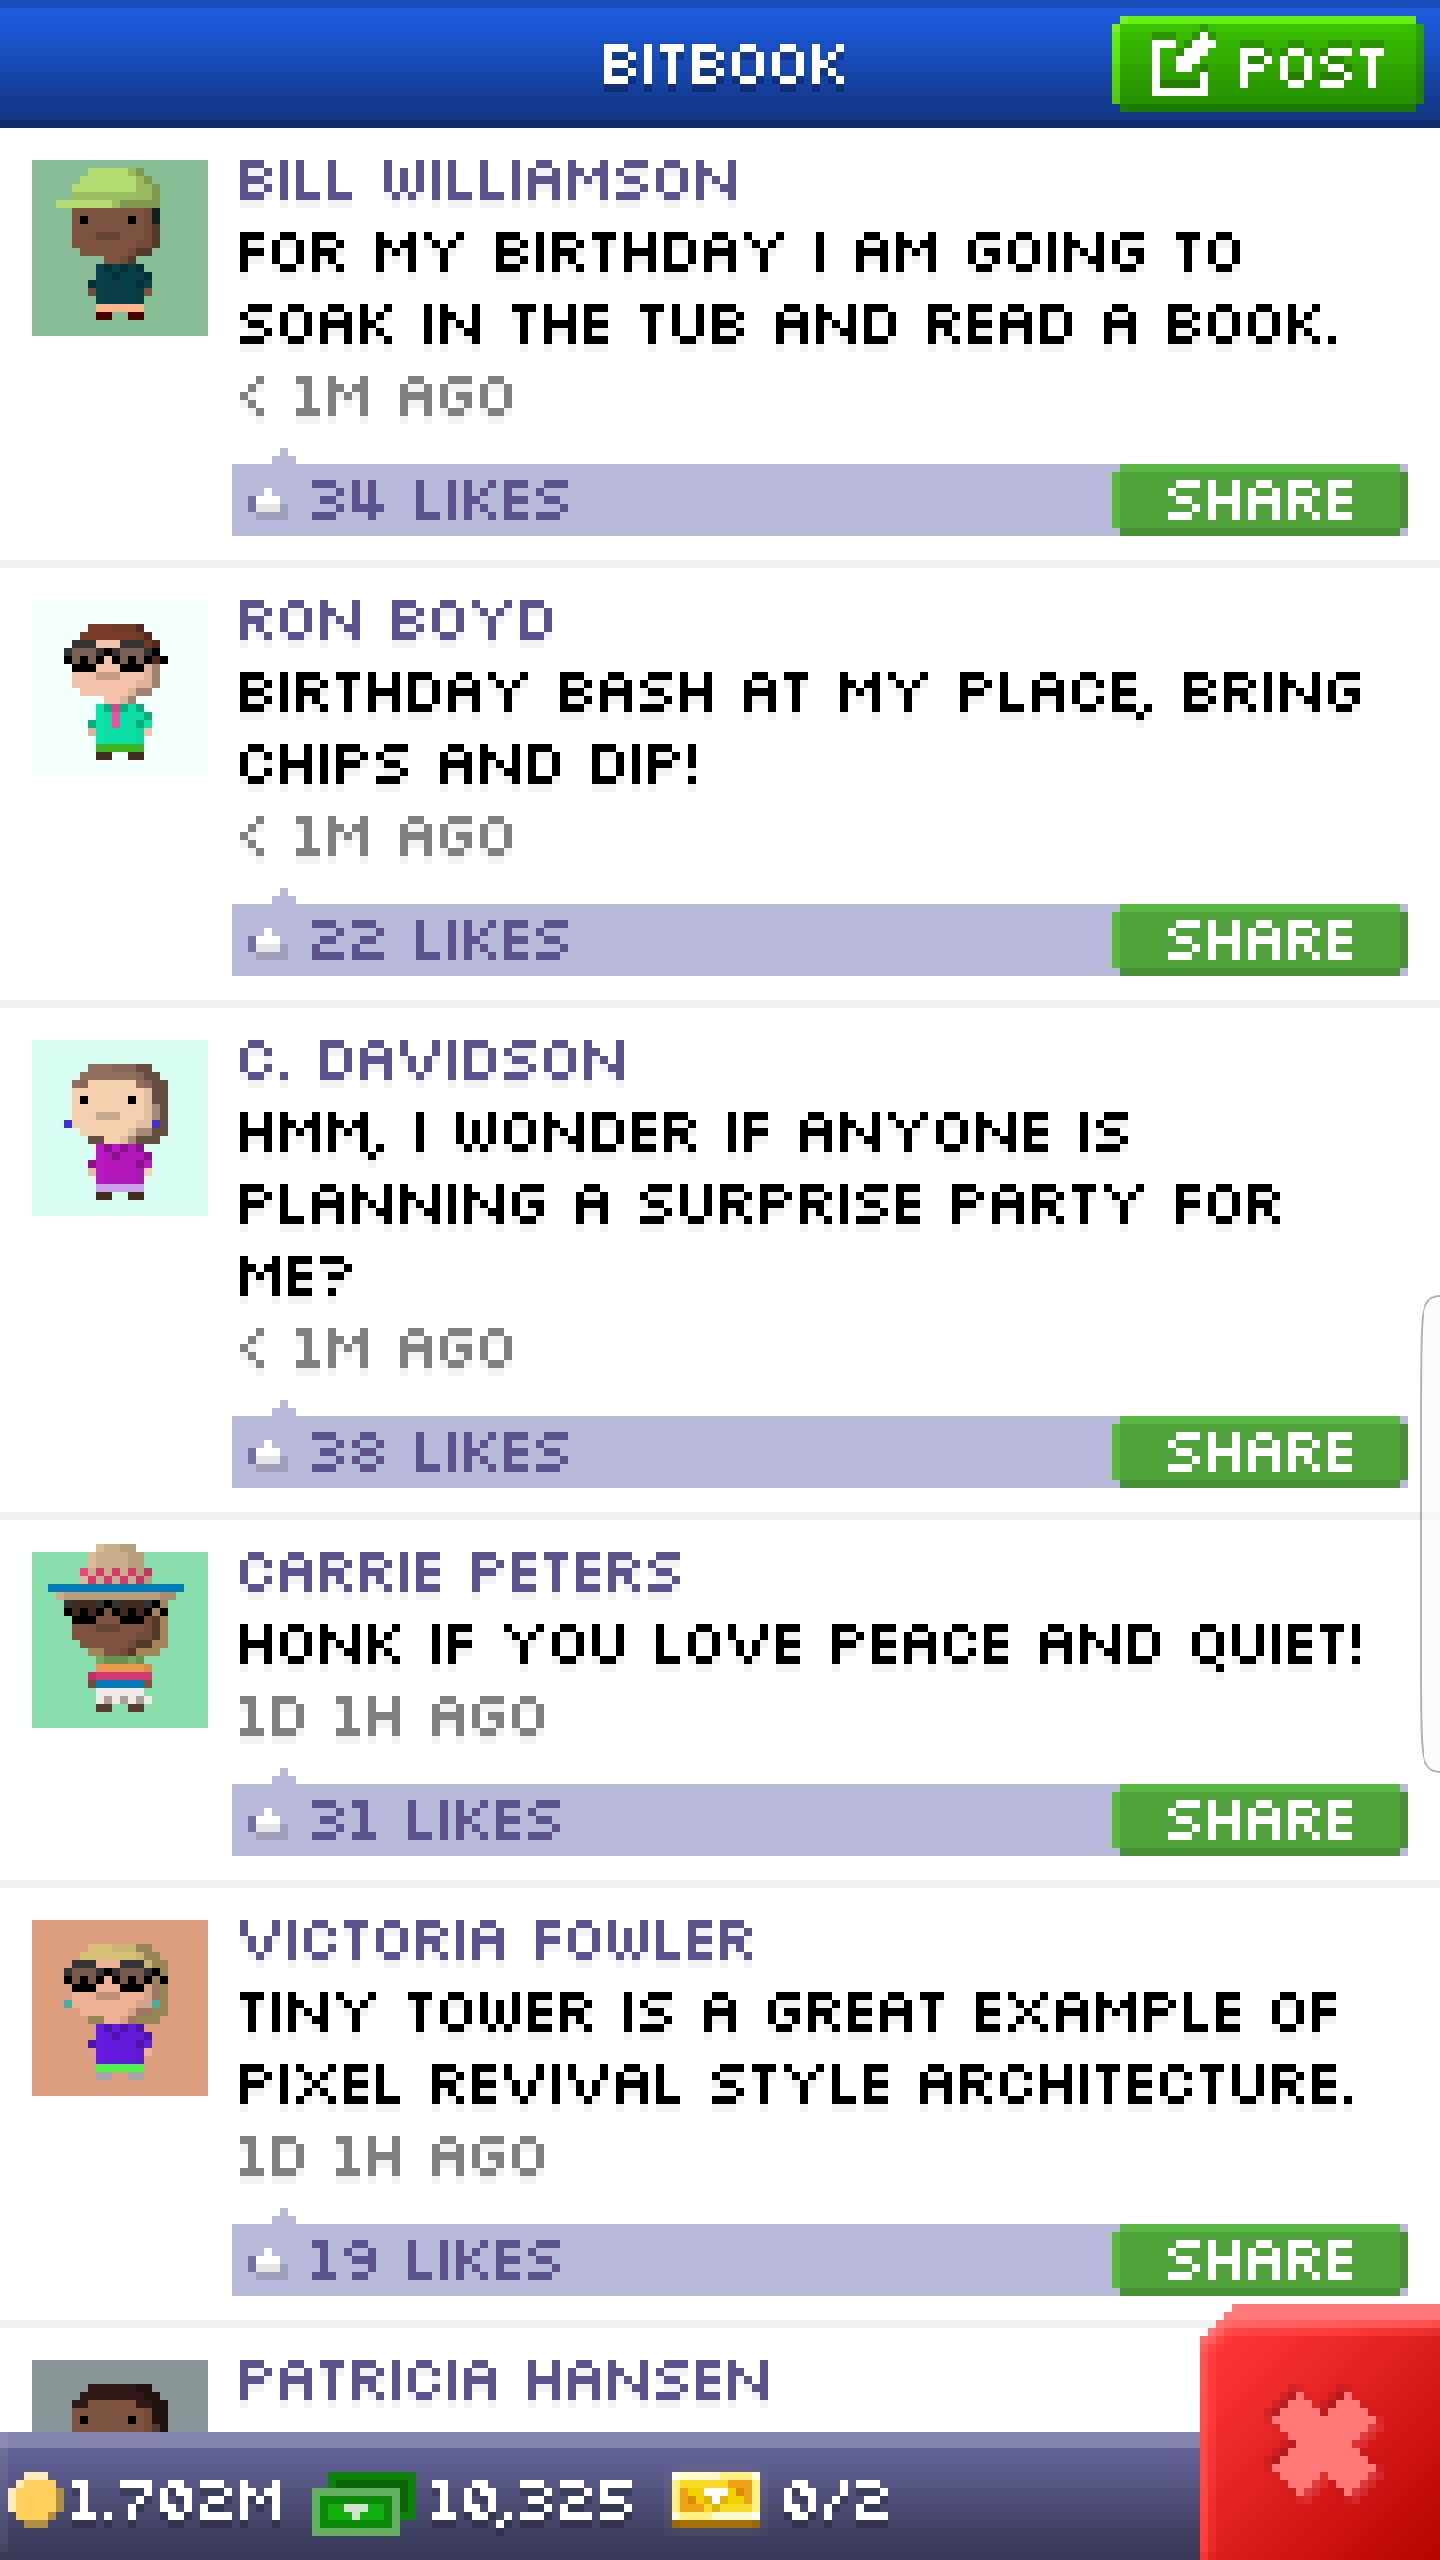 BITBOOK
POST
BILL WILLIAMSON
FOR MY BIRTHDAY I AM GOING TO
SOAK IN THE TUB AND READ A BOOK.
< 1M AGO
34 LIKES
SHARE
RON BOYD
BIRTHDAY BASH AT MY PLACE, BRING
CHIPS AND DIP!
< 1M AGO
22 LIKES
SHARE
C. DAVIDSON
HMM, I WONDER IF ANYONE IS
PLANNING A SURPRISE PARTY FOR
ME?
< 1M AGO
38 LIKES
SHARE
CARRIE PETERS
HONK IF YOU LOVE PEACE AND QUIET!
1D 1H AGO
31 LIKES
SHARE
VICTORIA FOWLER
TINY TOWER IS A GREAT EXAMPLE OF
PIXEL REVIVAL STYLE ARCHITECTURE.
1D 1H AGO
19 LIKES
SHARE
PATRICIA HANSEN
1.702M 10,325 0/2